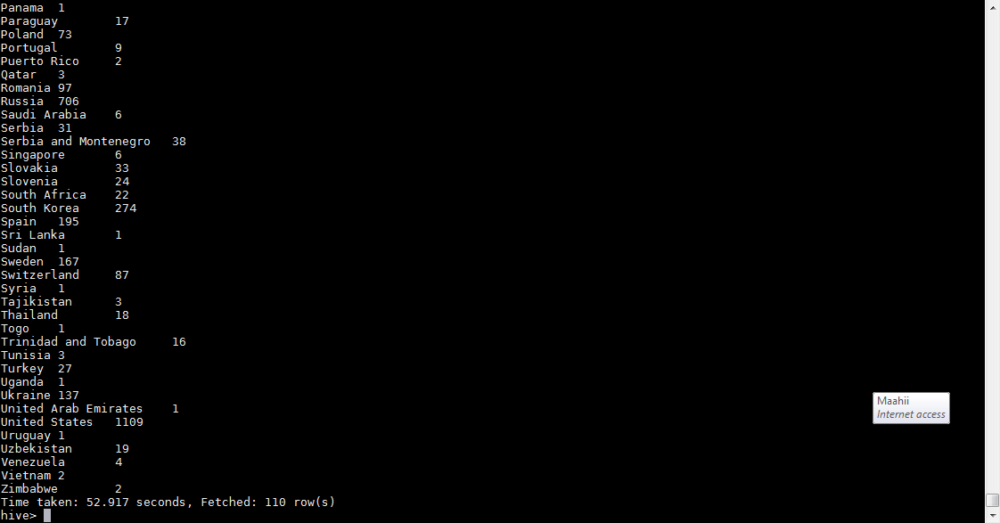 Panama	1
Paraguay	17
Poland	73
Portugal	9
Puerto Rico	2
Qatar	3
Romania	97
Russia	706
Saudi Arabia	6
Serbia	31
Serbia and Montenegro	38
Singapore	6
Slovakia	33
Slovenia	24
South Africa	22
South Korea	274
Spain	195
Sri Lanka	1
Sudan	1
Sweden	167
Switzerland	87
Syria	1
Tajikistan	3
Thailand	18
Togo	1
Trinidad and Tobago	16
Tunisia	3
Turkey	27
Uganda	1
Ukraine	137
United Arab Emirates	1
United States	1109
Uruguay	1
Uzbekistan	19
Venezuela	4
Vietnam	2
Zimbabwe	2
Time taken: 52.917 seconds, Fetched: 110 row(s)
hive>
Maahii
Internet access